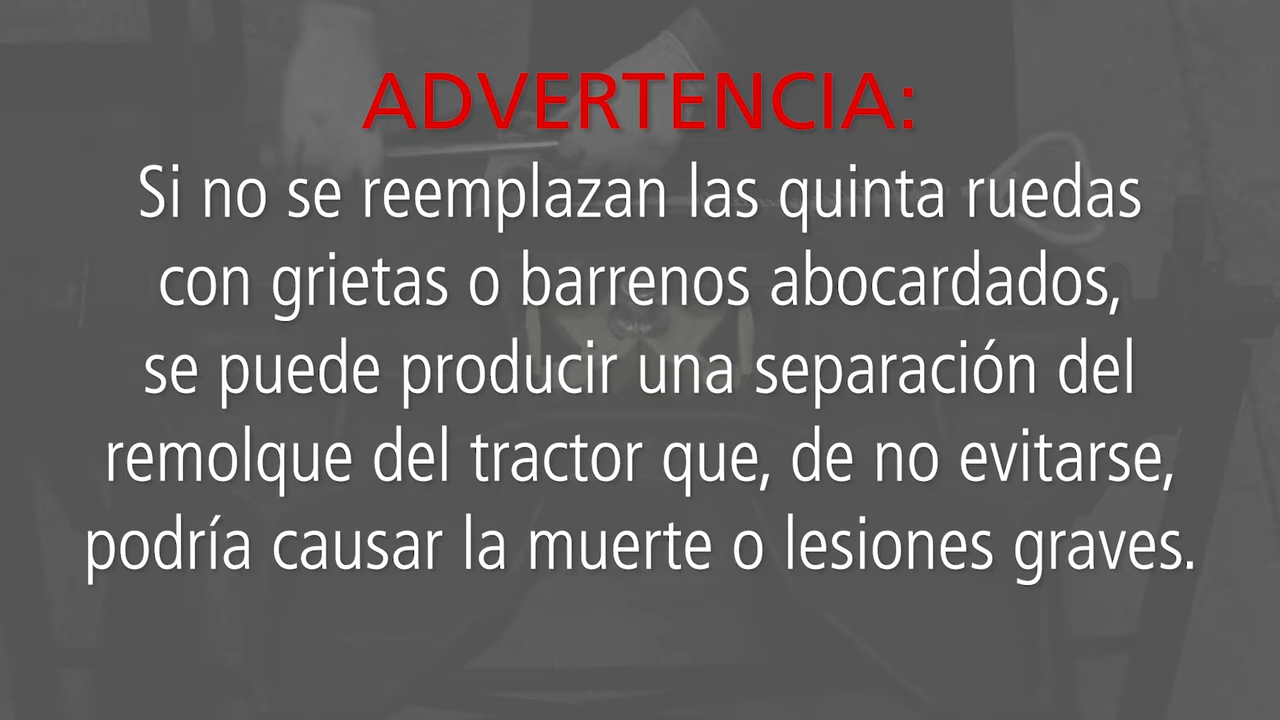 ADVERTENCIA:
Si no se reemplazan las quinta ruedas
con grietas o barrenos abocardados,
se puede producir una separación del
remolque del tractor que, de no evitarse,
podría causar la muerte o lesiones graves.